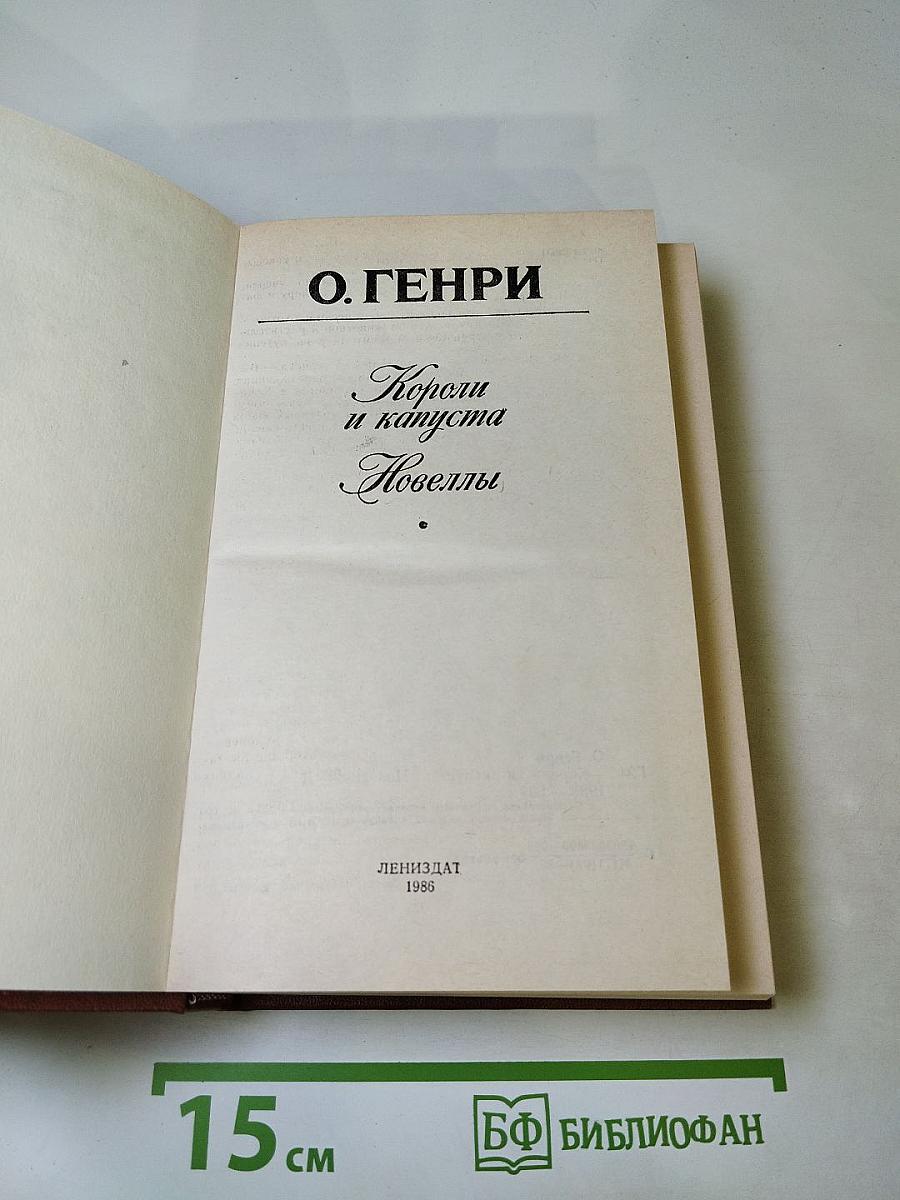 О. ГЕНРИ
Короли
и капуста
Новеллы
ЛЕНИЗДАТ
1986
15 см
БФ БИБЛИОФАН